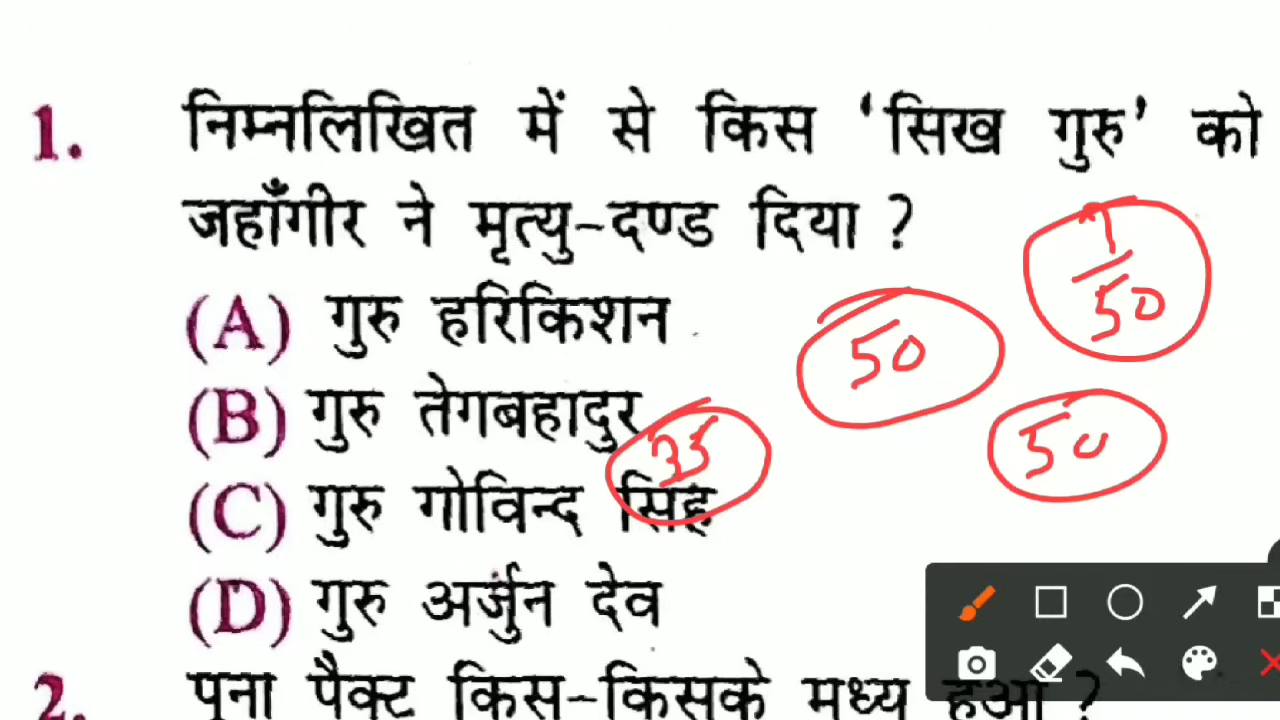 1. निम्नलिखित में से किस 'सिख गुरु' को
जहाँगीर ने मृत्यु-दण्ड दिया ?
1
50
(A) गुरु हरिकिशन
50
(B) गुरु तेगबहादुर
35
50
(C) गुरु गोविन्द सिंह
(D) गुरु अर्जुन देव
2. पूना पैक्ट किस-किसके मध्य हुआ ?